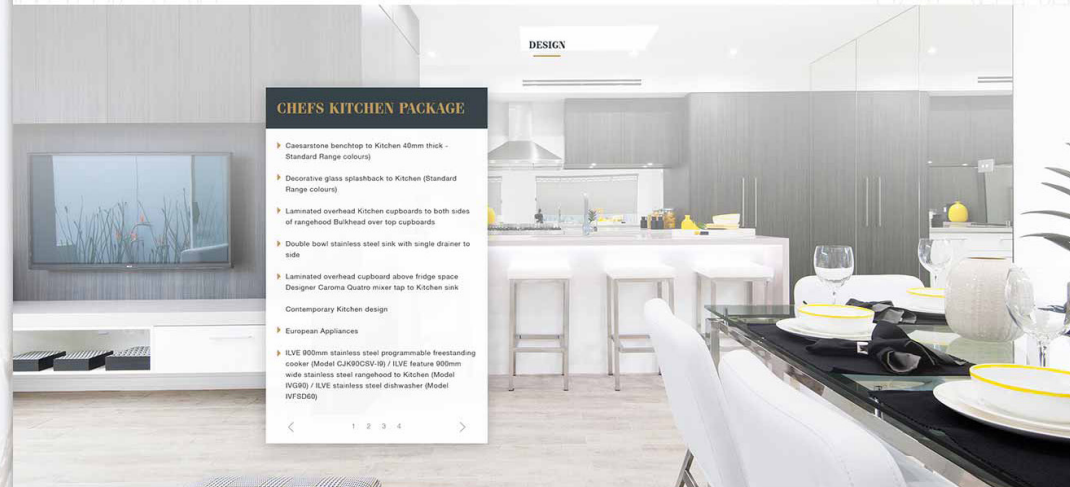 DESIGN
CHEFS KITCHEN PACKAGE
Caesarstone benchtop to Kitchen 40mm thick -
Standard Range colours)
Decorative glass splashback to Kitchen (Standard
Range colours)
Laminated overhead Kitchen cupboards to both sides
of rangehood Bulkhead over top cupboards
Double bowl stainless steel sink with single drainer to
side
Laminated overhead cupboard above fridge space
Designer Caroma Quatro mixer tap to Kitchen sink
Contemporary Kitchen design
European Appliances
ILVE 900mm stainless steel programmable freestanding
cooker (Model CJK90CSV-I9) / ILVE feature 900mm
wide stainless steel rangehood to Kitchen (Model
IVG90) / ILVE stainless steel dishwasher (Model
IVFSD60)
1 2 3 4